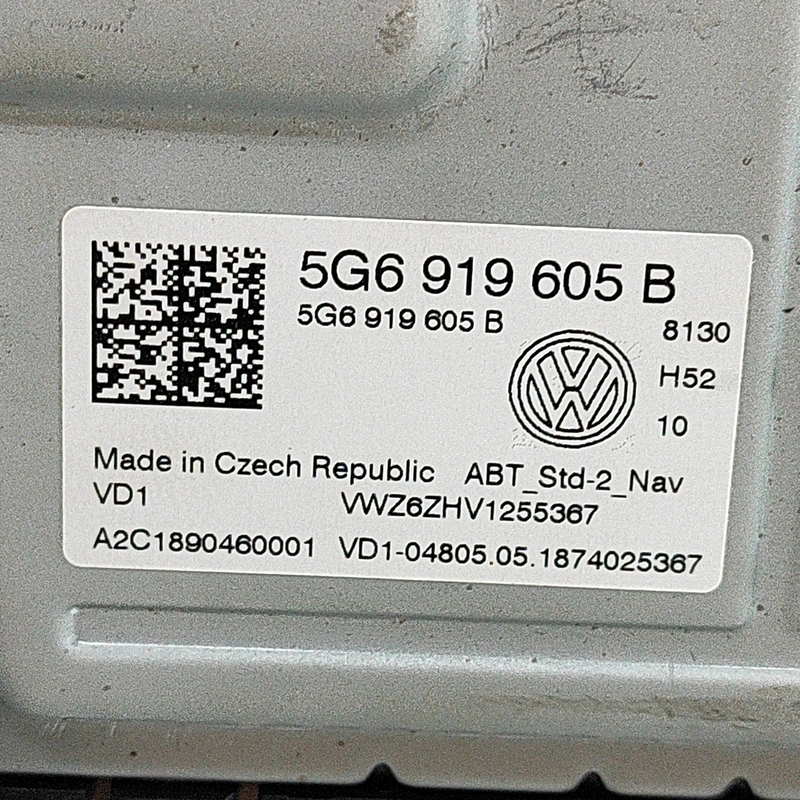 5G6 919 605 B
5G6 919 605 B
8130
H52
10
Made in Czech Republic ABT_Std-2_Nav
VD1 VWZ6ZHV1255367
A2C1890460001 VD1-04805.05.1874025367